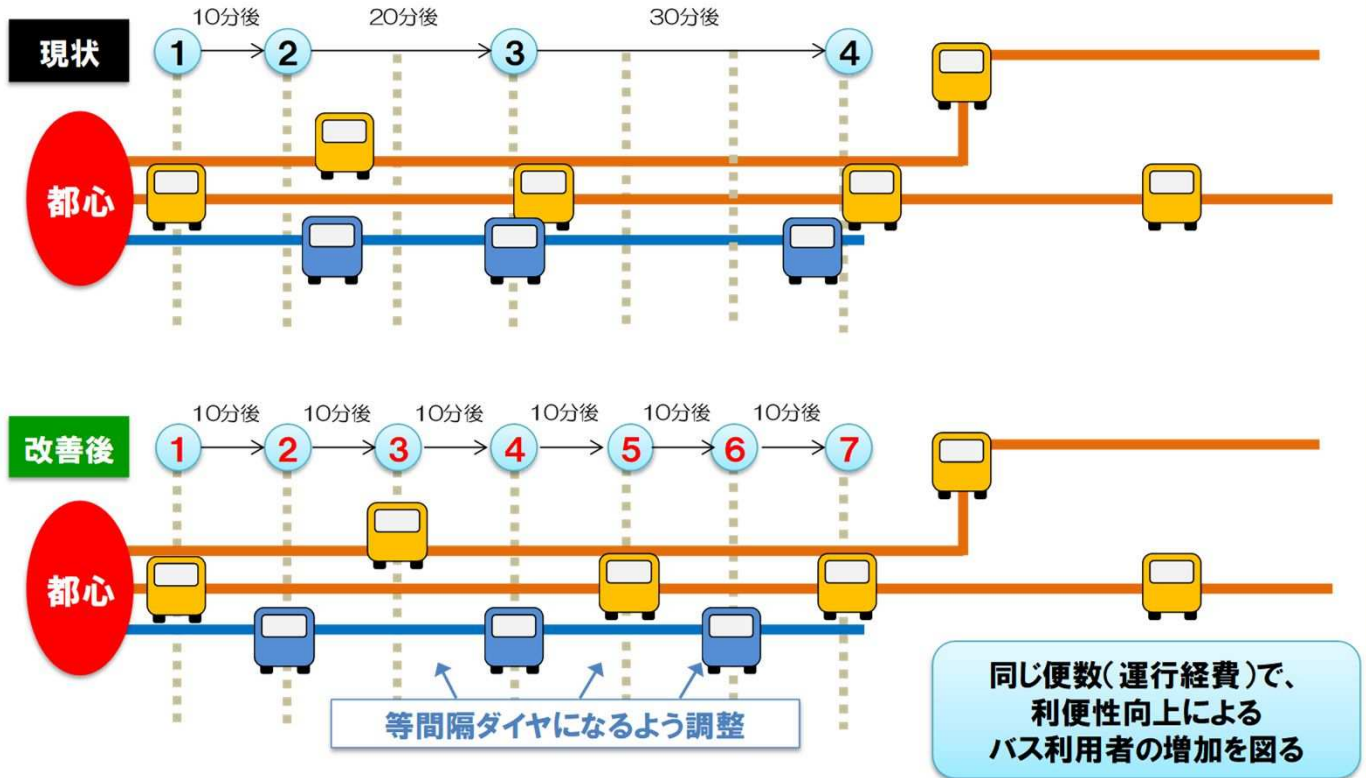 10分後 20分後 30分後
現状 1 2 3 4
都心
10分後 10分後 10分後 10分後 10分後 10分後
改善後 1 2 3 4 5 6 7
都心
等間隔ダイヤになるよう調整
同じ便数(運行経費)で、
利便性向上による
バス利用者の増加を図る